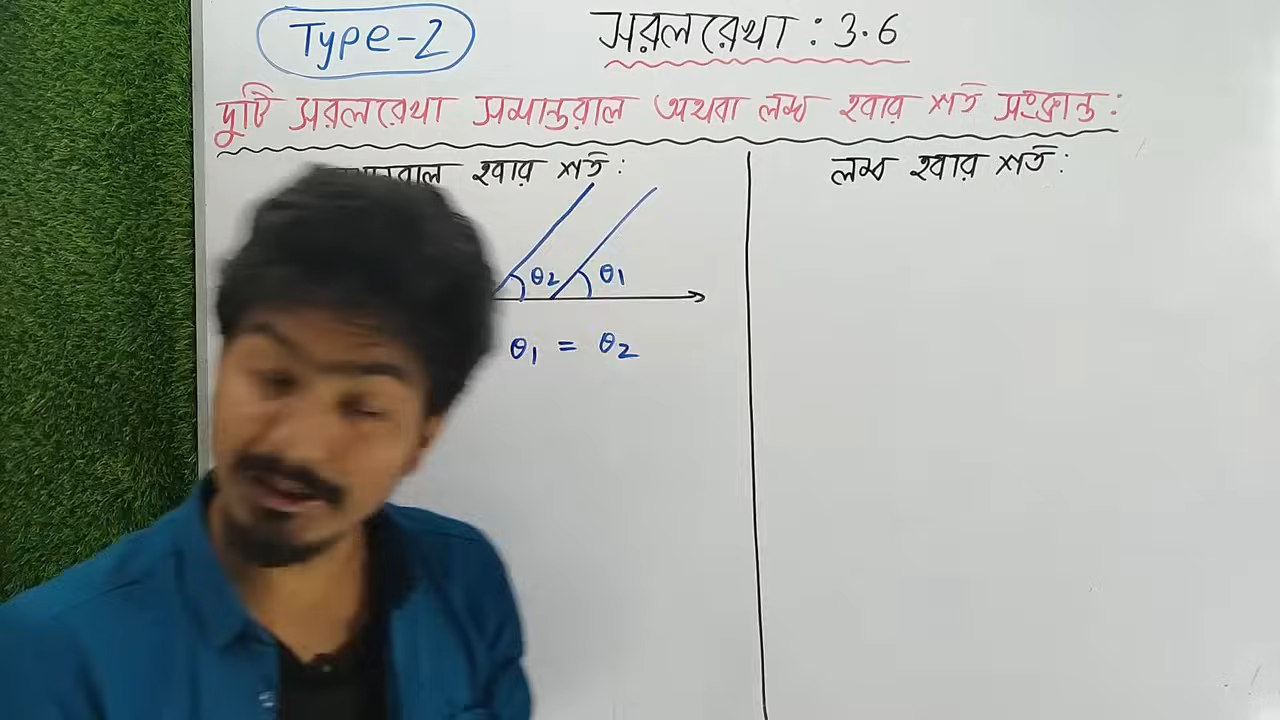 Type-2
সরলরেখা : 3.6
দুটি সরলরেখা সমান্তরাল অথবা লম্ব হবার শর্ত সংক্রান্ত :
হবার শর্ত :
θ2 θ1
θ1 = θ2
লম্ব হবার শর্ত :